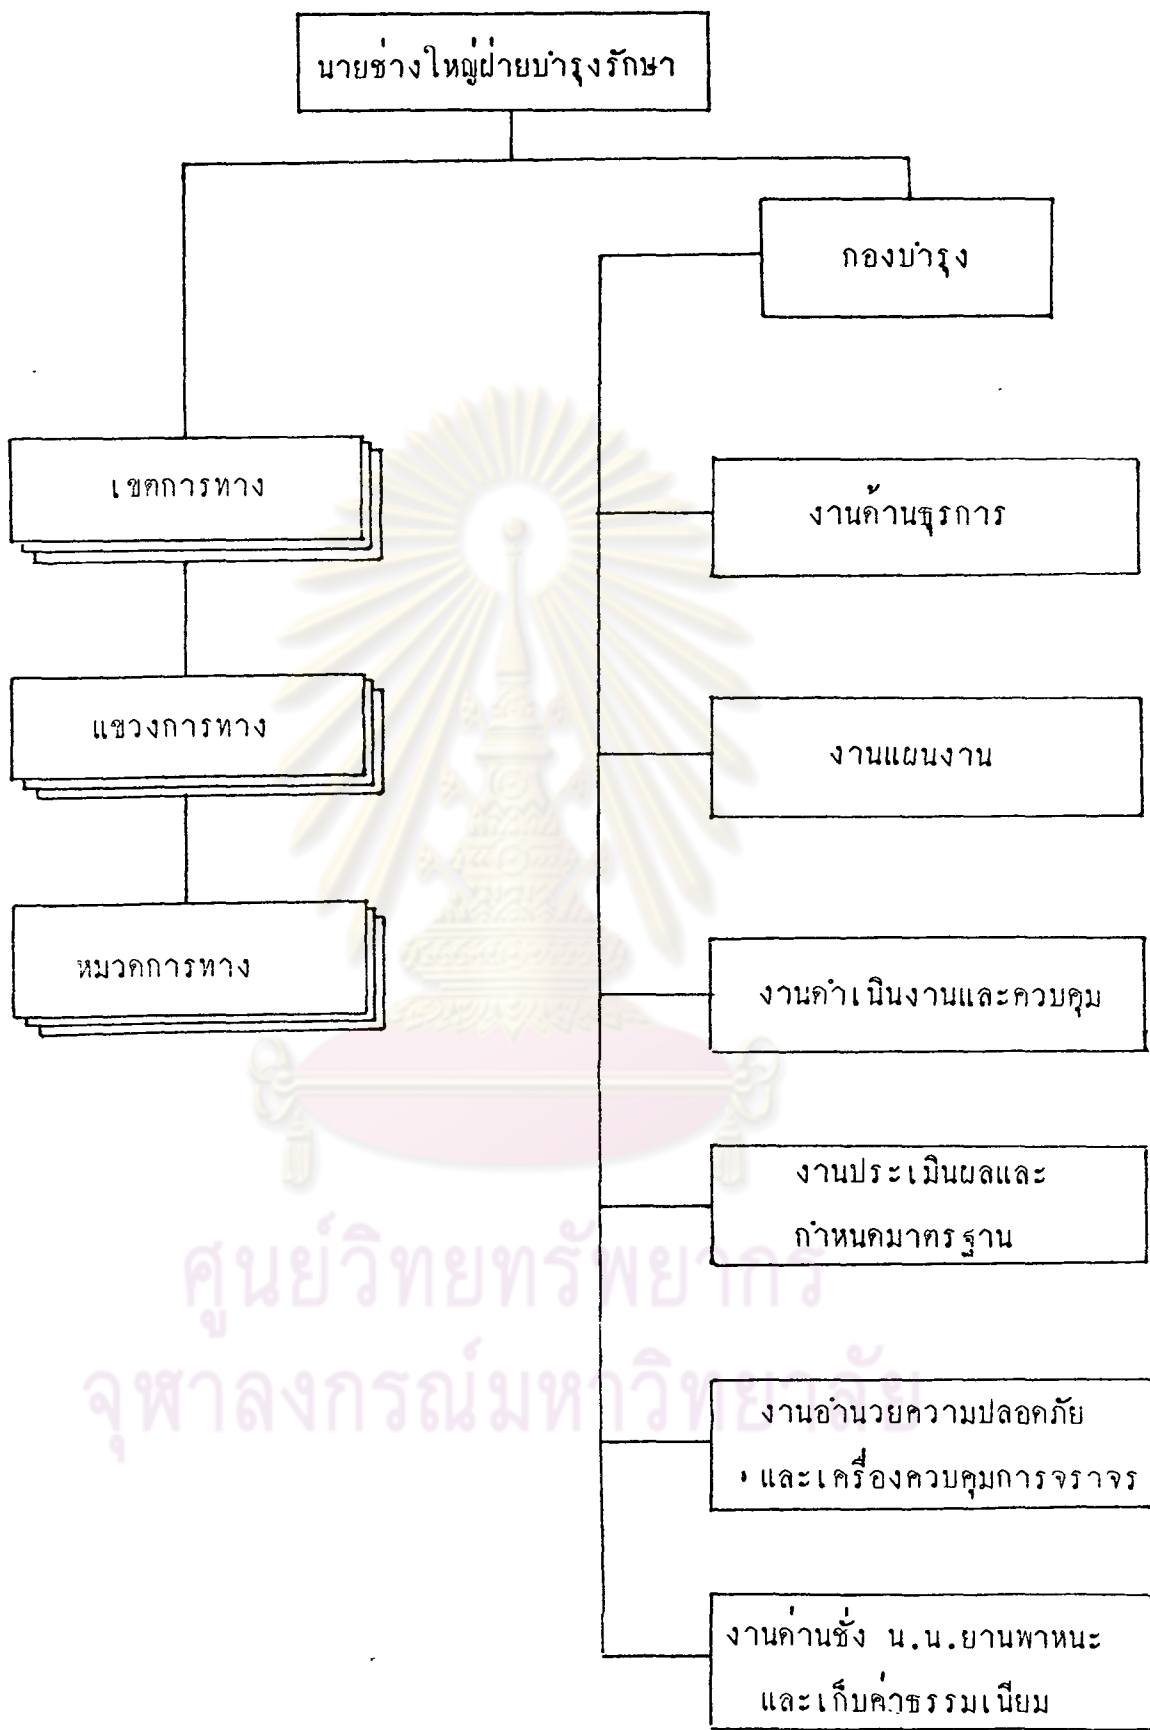 นายช่างใหญ่ฝ่ายบำรุงรักษา
กองบำรุง
เขตการทาง
งานด้านธุรการ
แขวงการทาง
งานแผนงาน
หมวดการทาง
งานดำเนินงานและควบคุม
งานประเมินผลและ
กำหนดมาตรฐาน
งานอำนวยความปลอดภัย
และเครื่องควบคุมการจราจร
งานด่านชั่ง น.น.ยานพาหนะ
และเก็บค่าธรรมเนียม
ศูนย์วิทยทรัพยากร
จุฬาลงกรณ์มหาวิทยาลัย